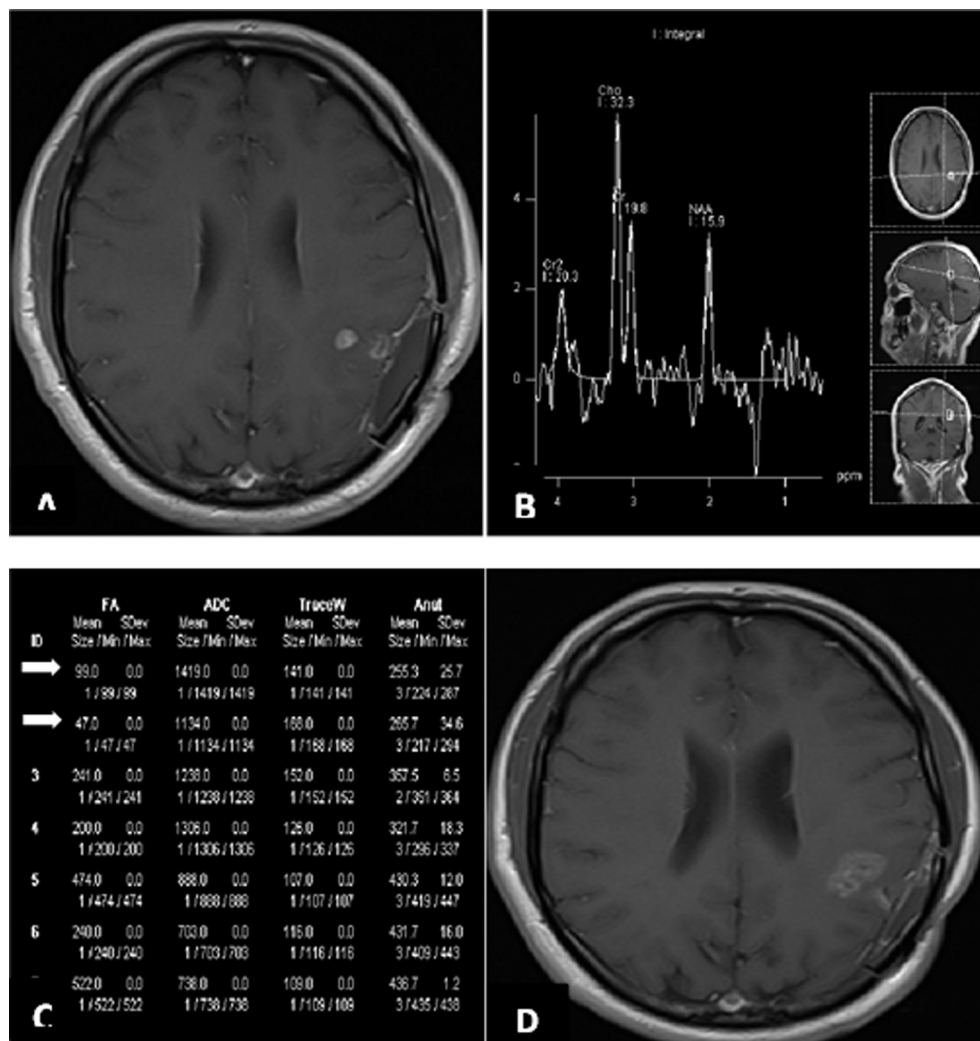 A
I : Integral
Cho
I : 32.3
Cr
19.8
NAA
I : 15.9
Cr2
I : 20.3
4
2
0
ppm
4
3
2
1
B
FA ADC TraceW Anat
Mean SDev Mean SDev Mean SDev Mean SDev
ID Size / Min / Max Size / Min / Max Size / Min / Max Size / Min / Max
99.0 0.0 1419.0 0.0 141.0 0.0 255.3 25.7
1 / 99 / 99 1 / 1419 / 1419 1 / 141 / 141 3 / 224 / 287
47.0 0.0 1134.0 0.0 168.0 0.0 265.7 34.6
1 / 47 / 47 1 / 1134 / 1134 1 / 168 / 168 3 / 217 / 294
3 241.0 0.0 1238.0 0.0 152.0 0.0 357.5 6.5
1 / 241 / 241 1 / 1238 / 1238 1 / 152 / 152 2 / 351 / 364
4 200.0 0.0 1306.0 0.0 126.0 0.0 321.7 18.3
1 / 200 / 200 1 / 1306 / 1306 1 / 126 / 126 3 / 296 / 337
5 474.0 0.0 888.0 0.0 107.0 0.0 430.3 12.0
1 / 474 / 474 1 / 888 / 888 1 / 107 / 107 3 / 419 / 447
6 240.0 0.0 703.0 0.0 116.0 0.0 431.7 16.0
1 / 240 / 240 1 / 703 / 703 1 / 116 / 116 3 / 409 / 443
522.0 0.0 738.0 0.0 109.0 0.0 436.7 1.2
1 / 522 / 522 1 / 738 / 738 1 / 109 / 109 3 / 435 / 438
C
D